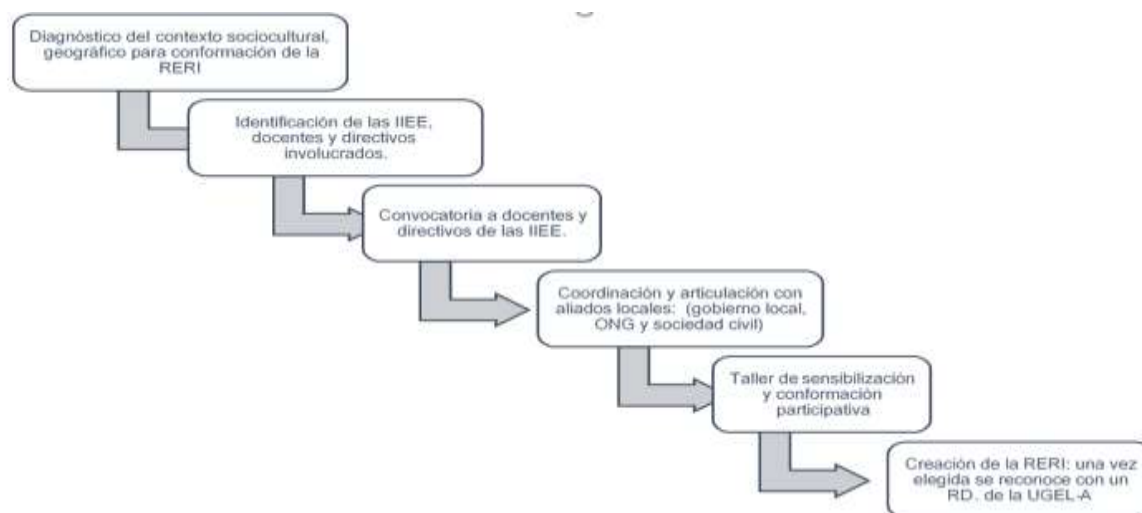 Diagnóstico del contexto sociocultural,
geográfico para conformación de la
RERI
Identificación de las IIEE,
docentes y directivos
involucrados.
Convocatoria a docentes y
directivos de las IIEE.
Coordinación y articulación con
aliados locales: (gobierno local,
ONG y sociedad civil)
Taller de sensibilización
y conformación
participativa
Creación de la RERI: una vez
elegida se reconoce con un
RD. de la UGEL-A